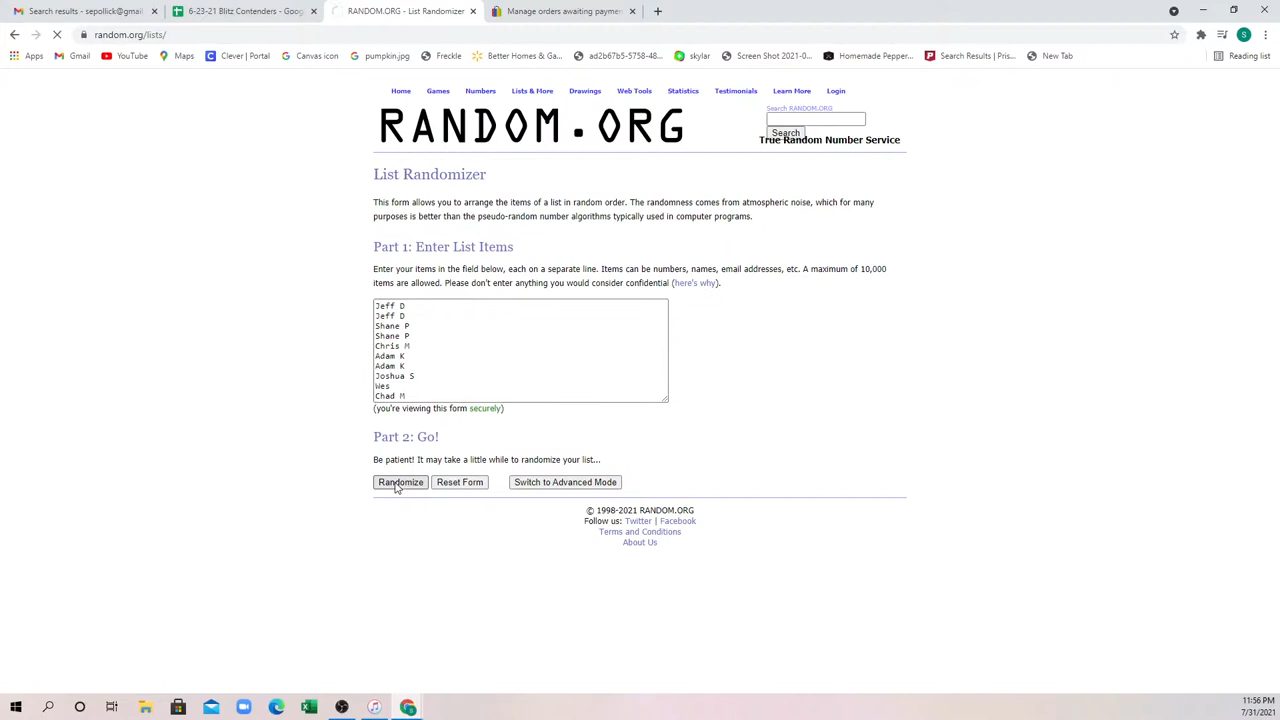 Search results - sepollick@gmail
6-23-21 Blitz Contenders - Goog
RANDOM.ORG - List Randomizer
Manage orders awaiting paymen
random.org/lists/
Apps Gmail YouTube Maps Clever | Portal Canvas icon pumpkin.jpg Freckle Better Homes & Ga... ad2b67b5-5758-48... skylar Screen Shot 2021-0... Homemade Pepper... Search Results | Pris... New Tab Reading list
Home Games Numbers Lists & More Drawings Web Tools Statistics Testimonials Learn More Login
Search RANDOM.ORG
RANDOM.ORG
Search
True Random Number Service
List Randomizer
This form allows you to arrange the items of a list in random order. The randomness comes from atmospheric noise, which for many
purposes is better than the pseudo-random number algorithms typically used in computer programs.
Part 1: Enter List Items
Enter your items in the field below, each on a separate line. Items can be numbers, names, email addresses, etc. A maximum of 10,000
items are allowed. Please don't enter anything you would consider confidential (here's why).
Jeff D
Jeff D
Shane P
Shane P
Chris M
Adam K
Adam K
Joshua S
Wes
Chad M
(you're viewing this form securely)
Part 2: Go!
Be patient! It may take a little while to randomize your list...
Randomize Reset Form Switch to Advanced Mode
© 1998-2021 RANDOM.ORG
Follow us: Twitter | Facebook
Terms and Conditions
About Us
11:56 PM
7/31/2021